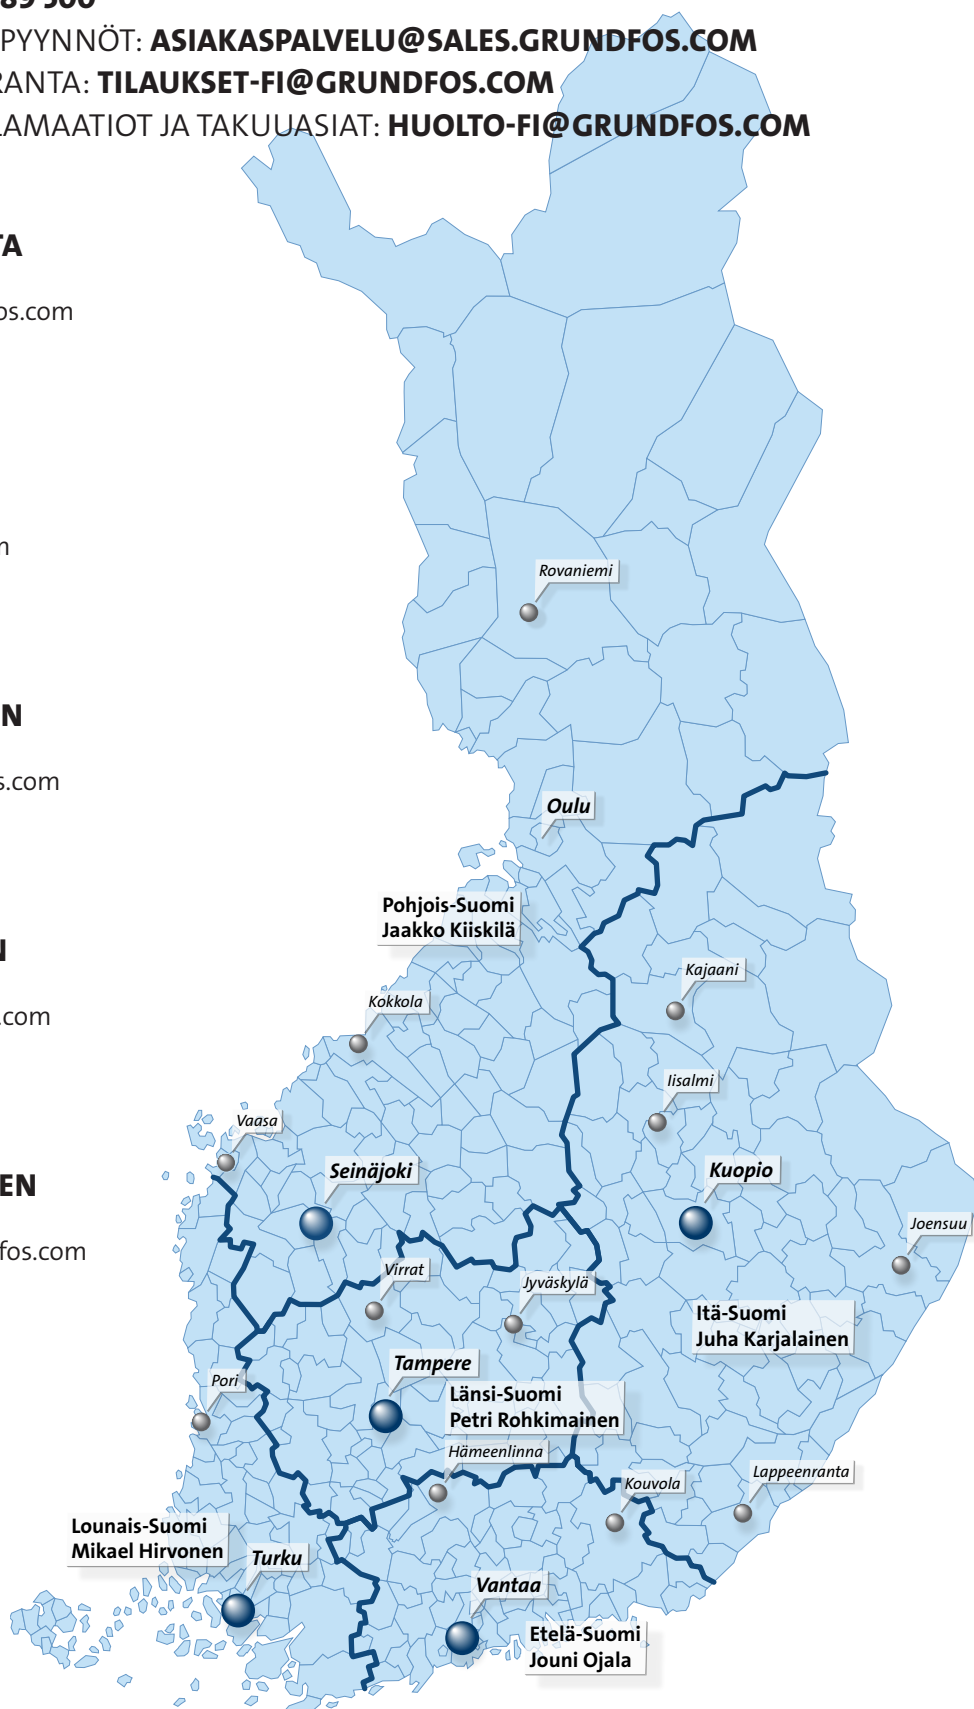 PYYNNÖT: ASIAKASPALVELU@SALES.GRUNDFOS.COM
RANTA: TILAUKSET-FI@GRUNDFOS.COM
LAMAATIOT JA TAKUUASIAT: HUOLTO-FI@GRUNDFOS.COM
TA
os.com
m
Rovaniemi
N
s.com
Oulu
Pohjois-Suomi
Jaakko Kiiskilä
N
.com
Kajaani
Kokkola
Iisalmi
Vaasa
Seinäjoki
Kuopio
EN
fos.com
Joensuu
Virrat
Jyväskylä
Itä-Suomi
Juha Karjalainen
Tampere
Pori
Länsi-Suomi
Petri Rohkimainen
Hämeenlinna
Kouvola
Lappeenranta
Lounais-Suomi
Mikael Hirvonen
Turku
Vantaa
Etelä-Suomi
Jouni Ojala